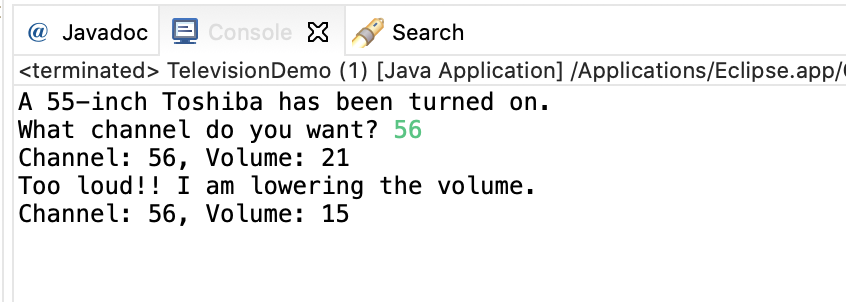 @ Javadoc Console Search
<terminated> TelevisionDemo (1) [Java Application] /Applications/Eclipse.app/
A 55-inch Toshiba has been turned on.
What channel do you want? 56
Channel: 56, Volume: 21
Too loud!! I am lowering the volume.
Channel: 56, Volume: 15